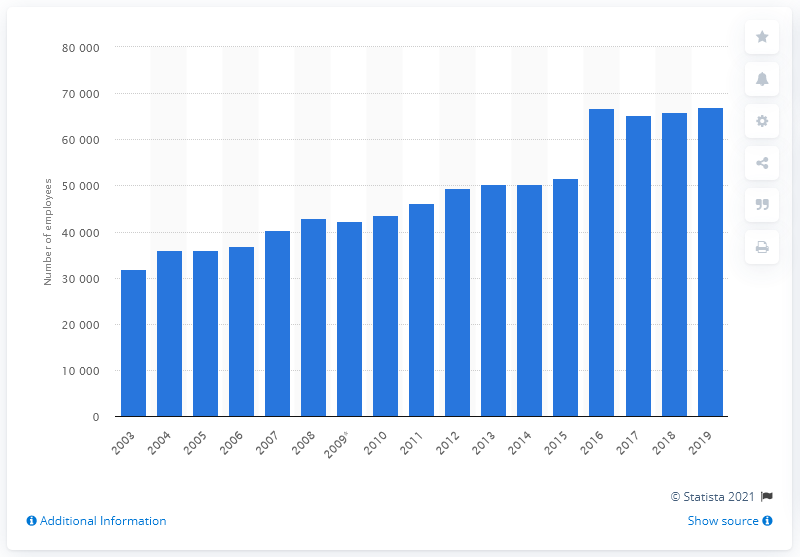 80 000
70 000
60 000
50 000
40 000
30 000
20 000
10 000
0
Number of employees
2003 2004 2005 2006 2007 2008 2009* 2010 2011 2012 2013 2014 2015 2016 2017 2018 2019
© Statista 2021
Additional Information Show source